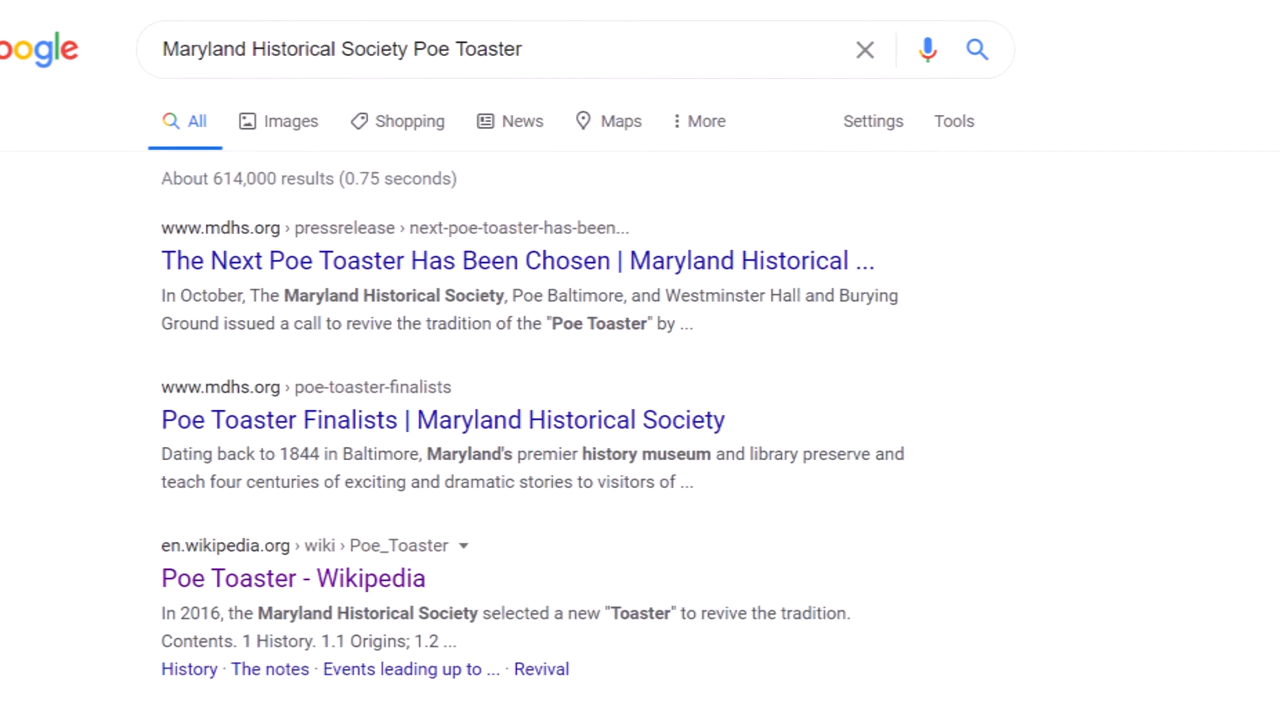 oogle
Maryland Historical Society Poe Toaster
All Images Shopping News Maps More Settings Tools
About 614,000 results (0.75 seconds)
www.mdhs.org › pressrelease › next-poe-toaster-has-been...
The Next Poe Toaster Has Been Chosen | Maryland Historical ...
In October, The Maryland Historical Society, Poe Baltimore, and Westminster Hall and Burying
Ground issued a call to revive the tradition of the "Poe Toaster" by ...
www.mdhs.org › poe-toaster-finalists
Poe Toaster Finalists | Maryland Historical Society
Dating back to 1844 in Baltimore, Maryland's premier history museum and library preserve and
teach four centuries of exciting and dramatic stories to visitors of ...
en.wikipedia.org › wiki › Poe_Toaster
Poe Toaster - Wikipedia
In 2016, the Maryland Historical Society selected a new "Toaster" to revive the tradition.
Contents. 1 History. 1.1 Origins; 1.2 ...
History · The notes · Events leading up to ... · Revival